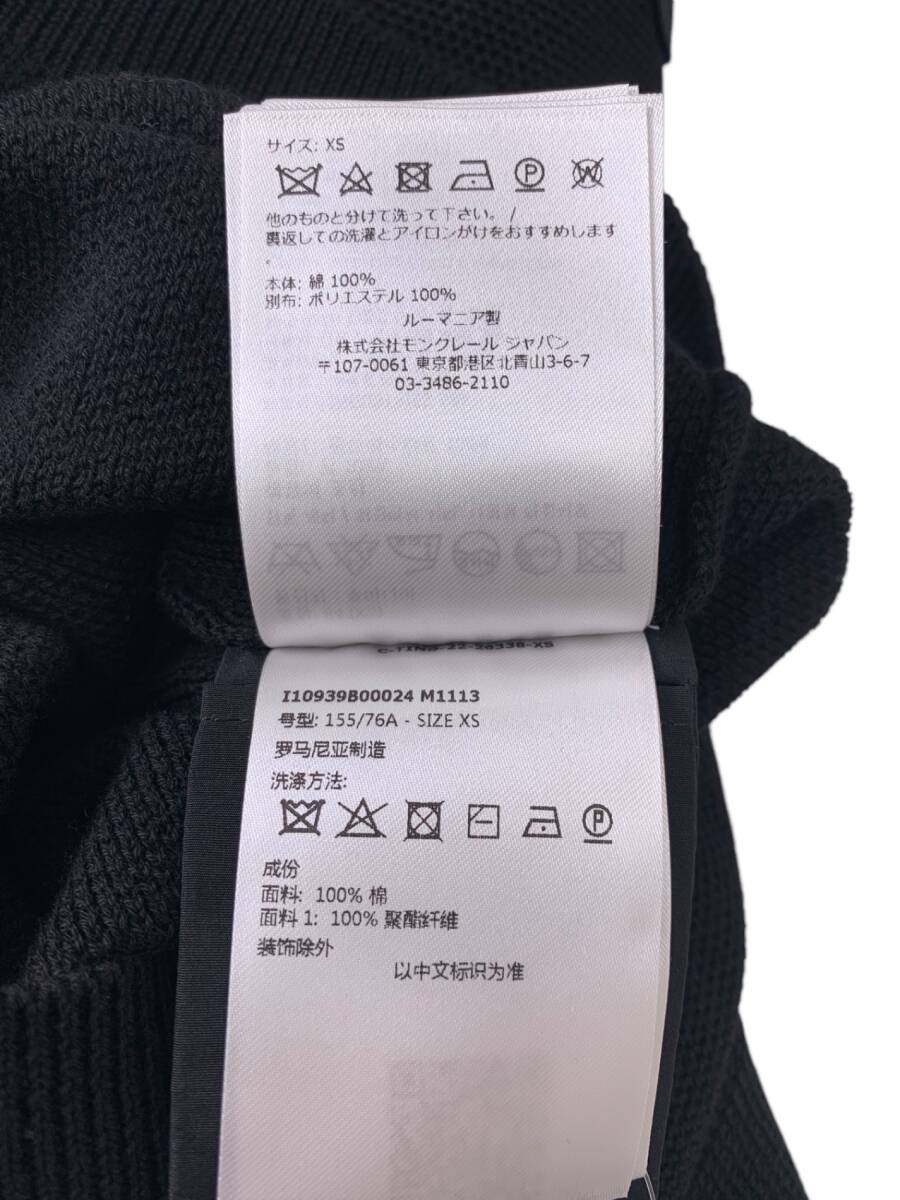 サイズ: XS
他のものと分けて洗って下さい。 /
裏返しての洗濯とアイロンがけをおすすめします
。
本体: 綿 100%
別布: ポリエステル 100%
ルーマニア製
株式会社モンクレール ジャパン
〒107-0061 東京都港区北青山3-6-7
03-3486-2110
I10939B00024 M1113
号型: 155/76A - SIZE XS
罗马尼亚制造
洗涤方法:
成份
面料: 100% 棉
面料 1: 100% 聚酯纤维
装饰除外
以中文标识为准